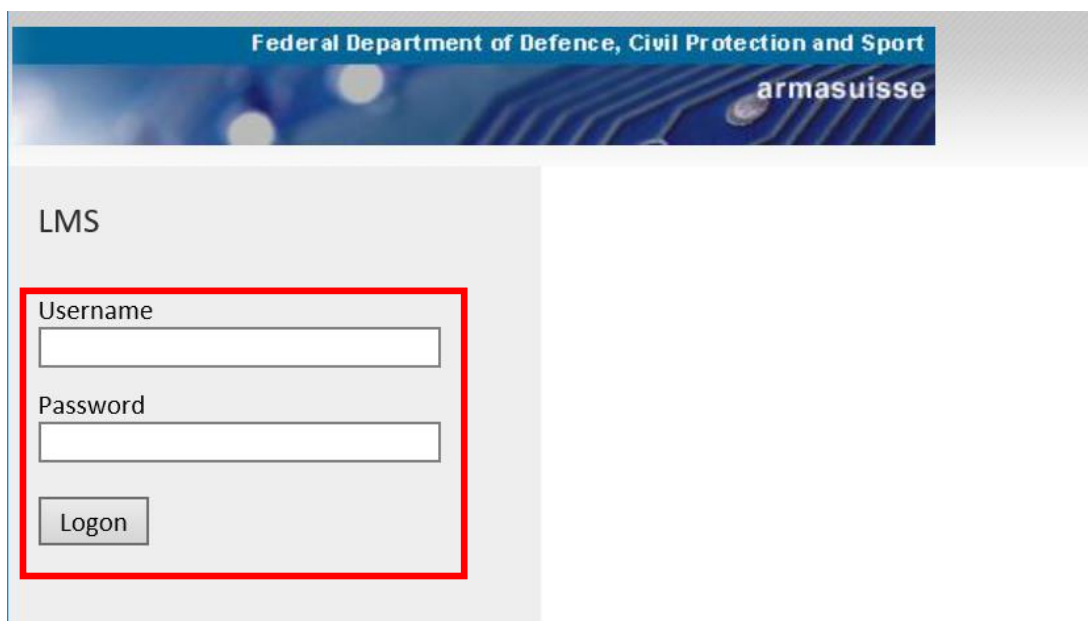 Federal Department of Defence, Civil Protection and Sport
armasuisse
LMS
Username
Password
Logon